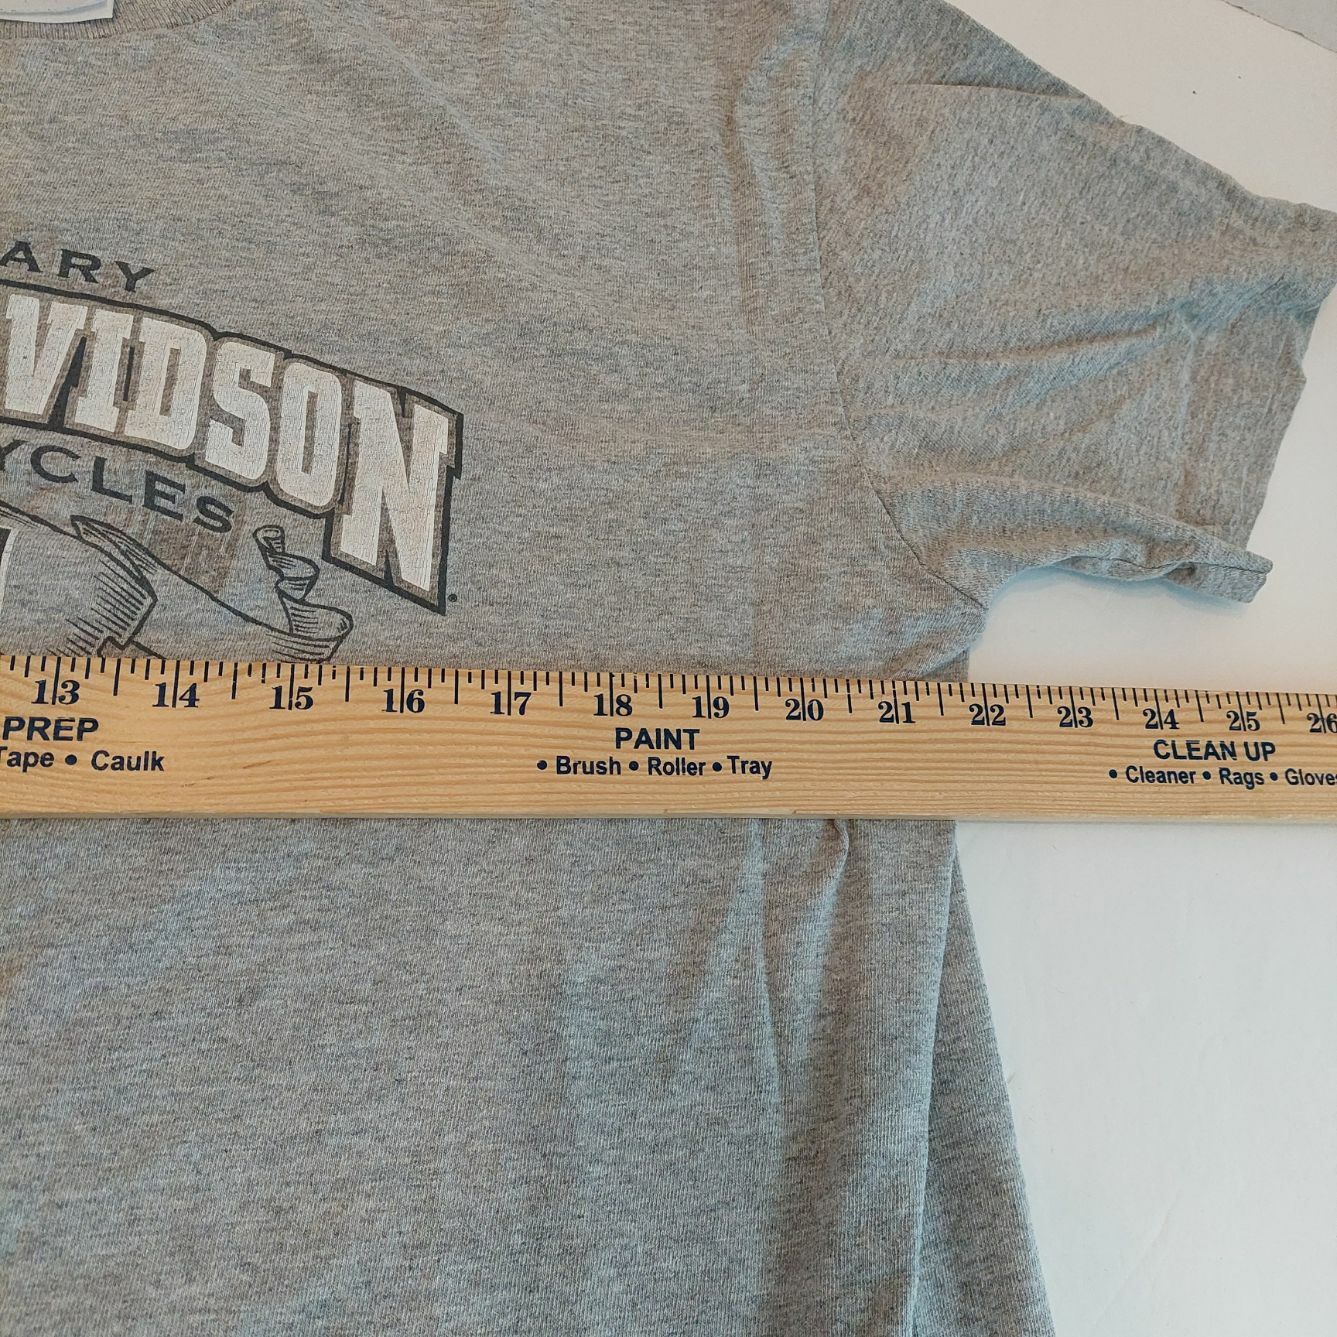 ARY
VIDSON
YCLES
13 14 15 16 17 18 19 20 21 22 23 24 25 26
PREP PAINT CLEAN UP
Tape • Caulk • Brush • Roller • Tray • Cleaner • Rags • Gloves